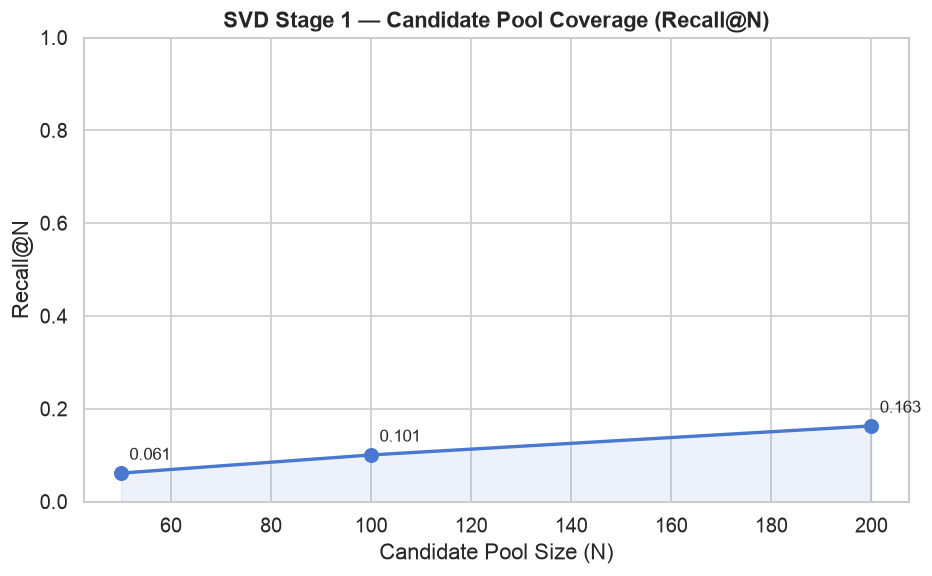 SVD Stage 1 — Candidate Pool Coverage (Recall@N)
1.0
0.8
0.6
0.4
0.2
0.0
Recall@N
0.061
0.101
0.163
60 80 100 120 140 160 180 200
Candidate Pool Size (N)